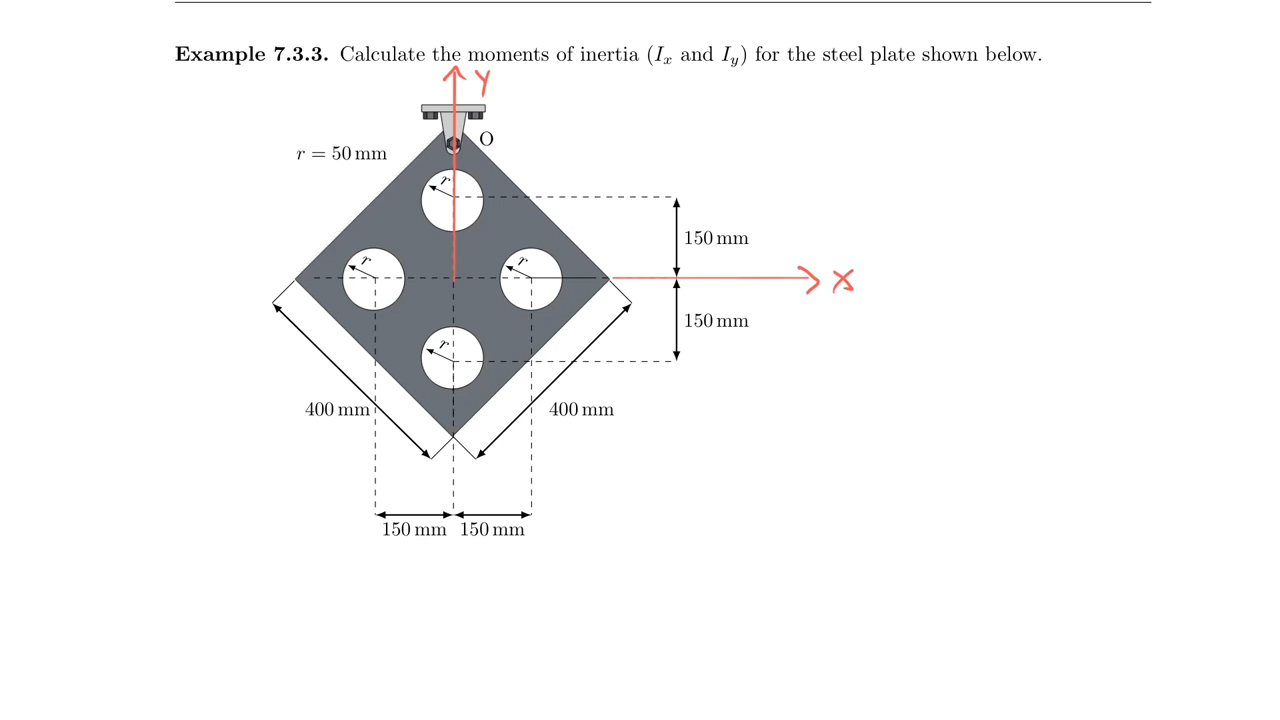 Example 7.3.3. Calculate the moments of inertia (Iₓ and I_y) for the steel plate shown below.
Y
O
r = 50 mm
r
150 mm
r
r
X
150 mm
r
400 mm
400 mm
150 mm
150 mm